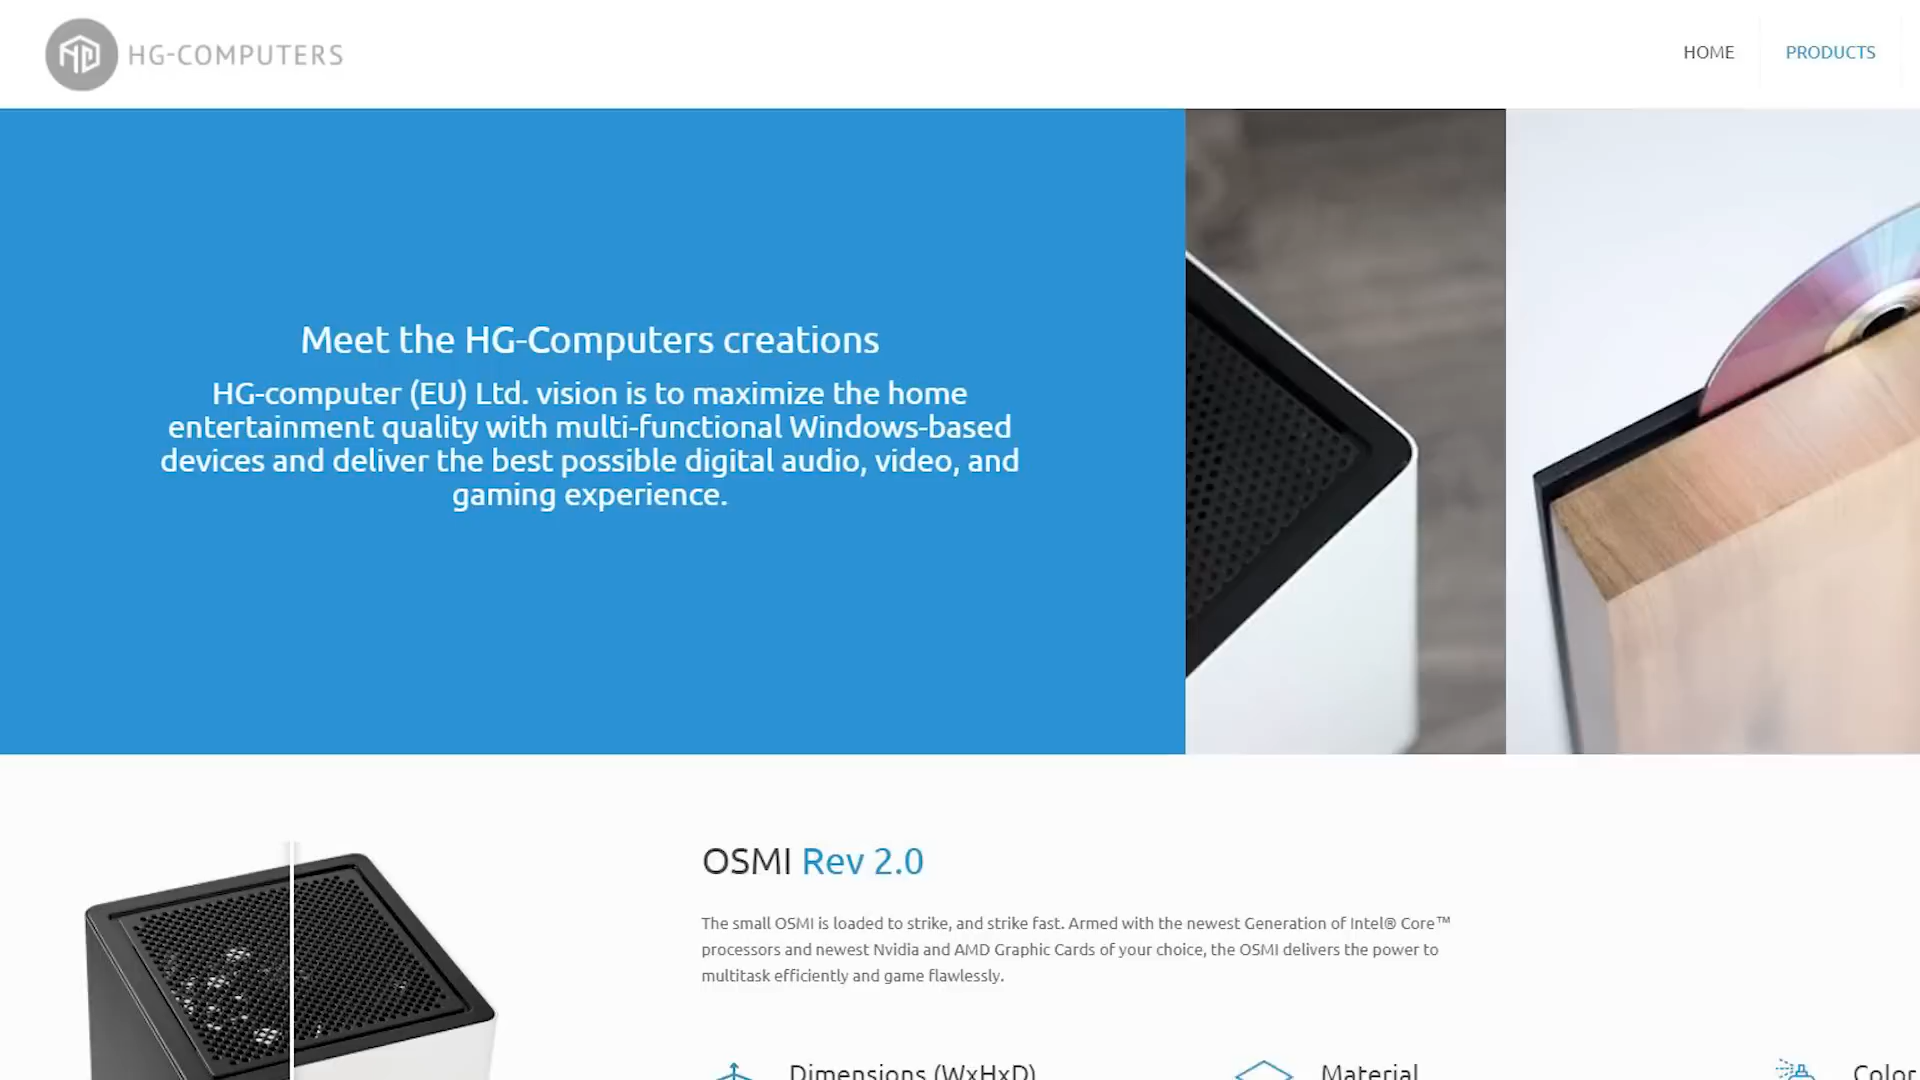 HG-COMPUTERS
HOME
PRODUCTS
Meet the HG-Computers creations
HG-computer (EU) Ltd. vision is to maximize the home
entertainment quality with multi-functional Windows-based
devices and deliver the best possible digital audio, video, and
gaming experience.
OSMI Rev 2.0
The small OSMI is loaded to strike, and strike fast. Armed with the newest Generation of Intel® Core™
processors and newest Nvidia and AMD Graphic Cards of your choice, the OSMI delivers the power to
multitask efficiently and game flawlessly.
Dimensions (WxHxD)
Material
Color